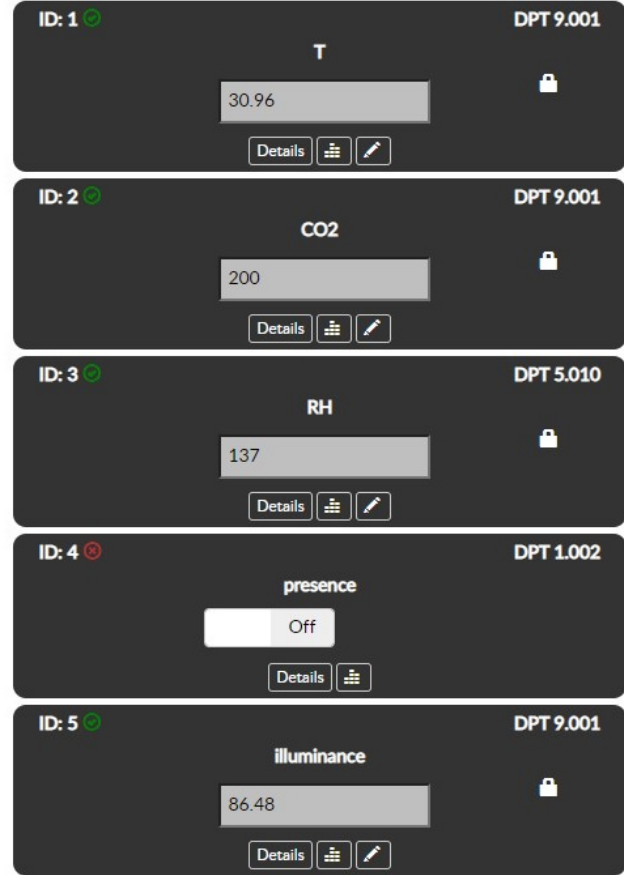 ID: 1 DPT 9.001
T
30.96
Details
ID: 2 DPT 9.001
CO2
200
Details
ID: 3 DPT 5.010
RH
137
Details
ID: 4 DPT 1.002
presence
Off
Details
ID: 5 DPT 9.001
illuminance
86.48
Details